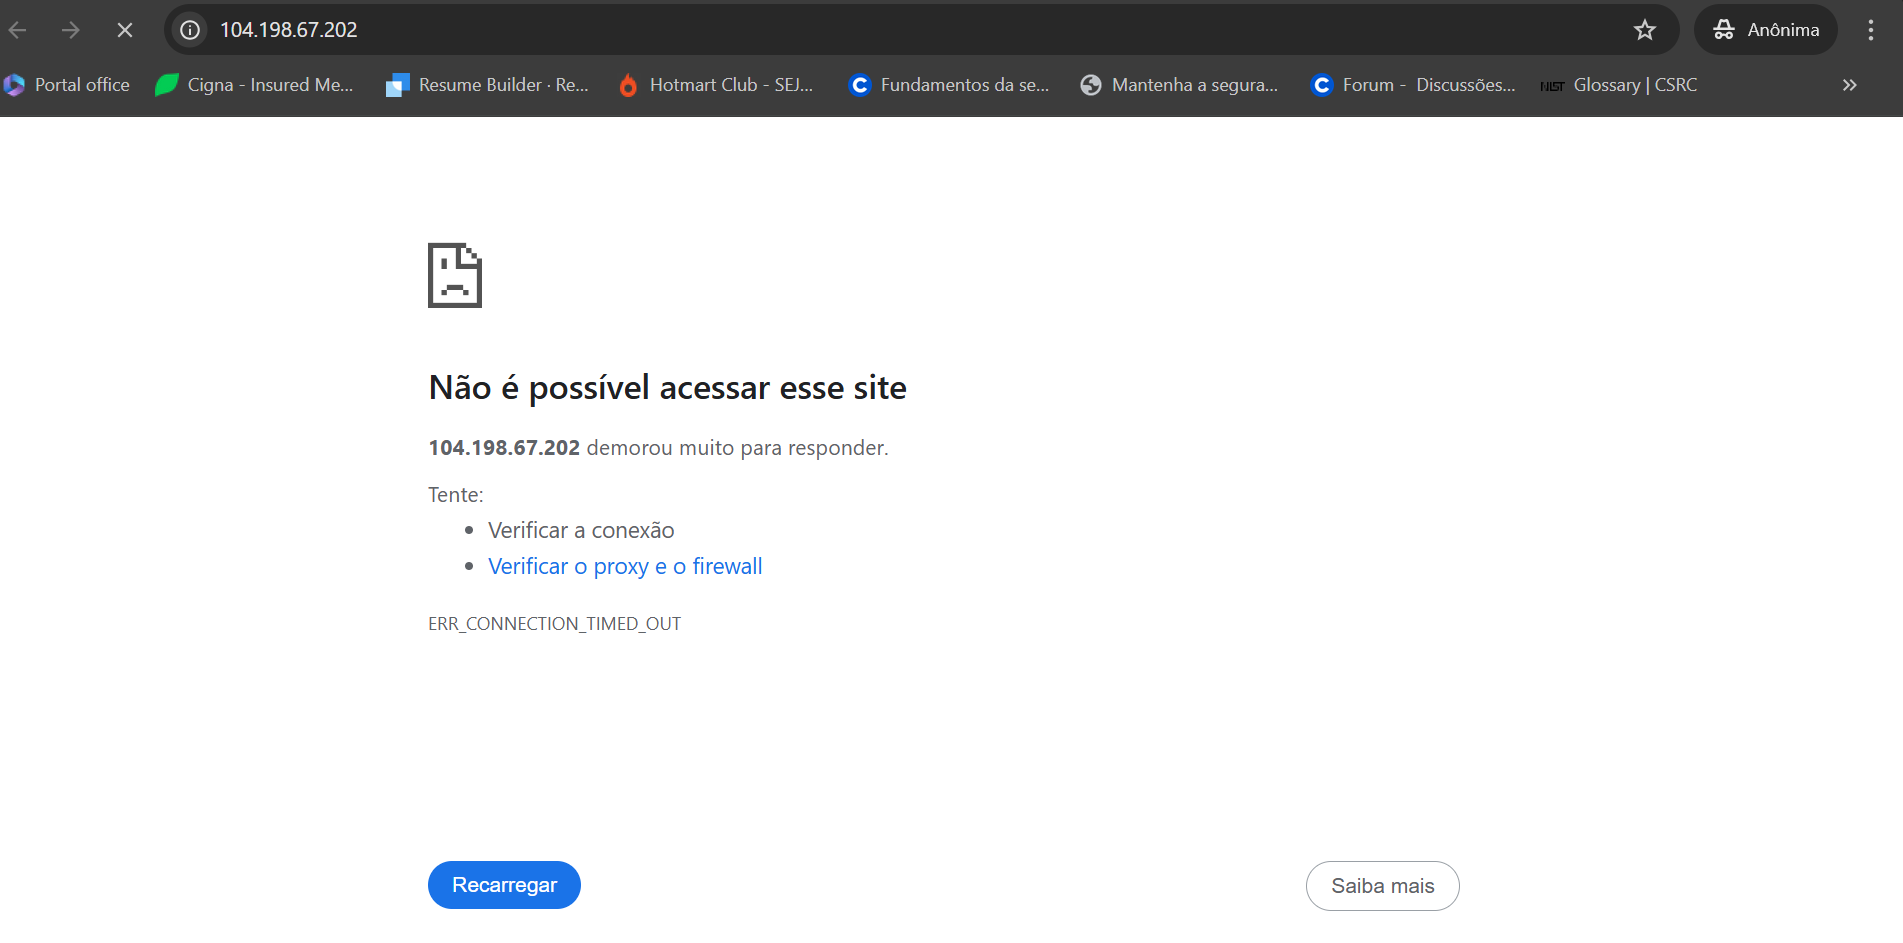 104.198.67.202
Anônima
Portal office
Cigna - Insured Me...
Resume Builder · Re...
Hotmart Club - SEJ...
Fundamentos da se...
Mantenha a segura...
Forum - Discussões...
NIST Glossary | CSRC
Não é possível acessar esse site
104.198.67.202 demorou muito para responder.
Tente:
Verificar a conexão
Verificar o proxy e o firewall
ERR_CONNECTION_TIMED_OUT
Recarregar
Saiba mais